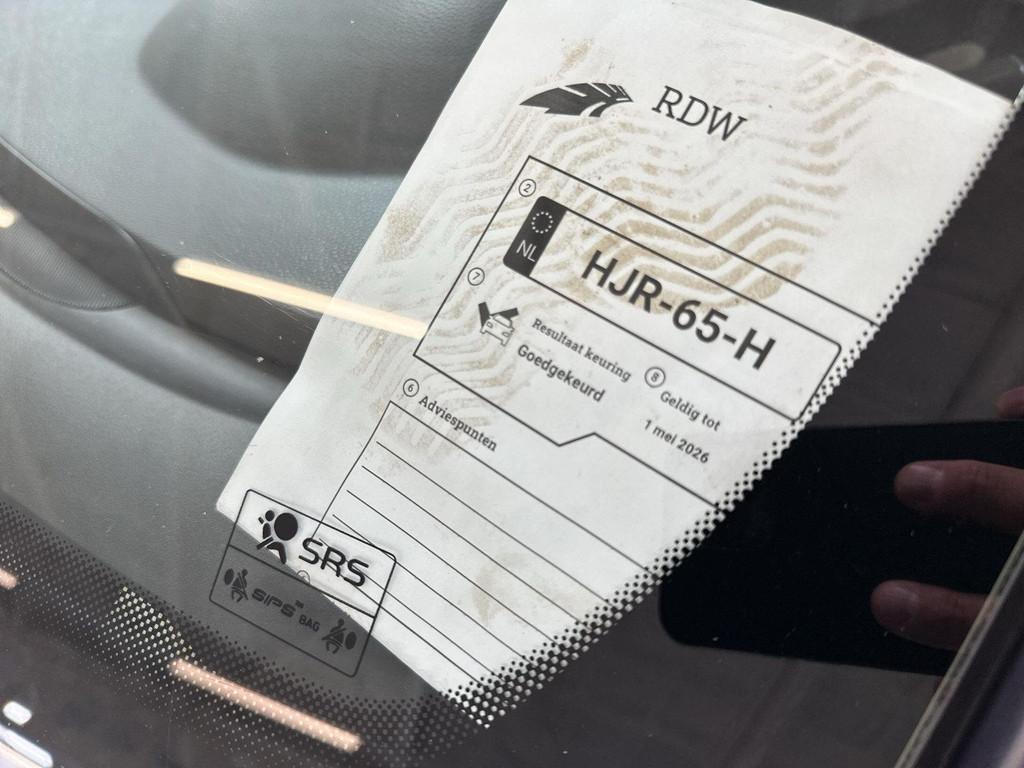 RDW
2
NL
HJR-65-H
7
Resultaat keuring
Goedgekeurd
8
Geldig tot
1 mei 2026
6
Adviespunten
SRS
SIPS™
BAG